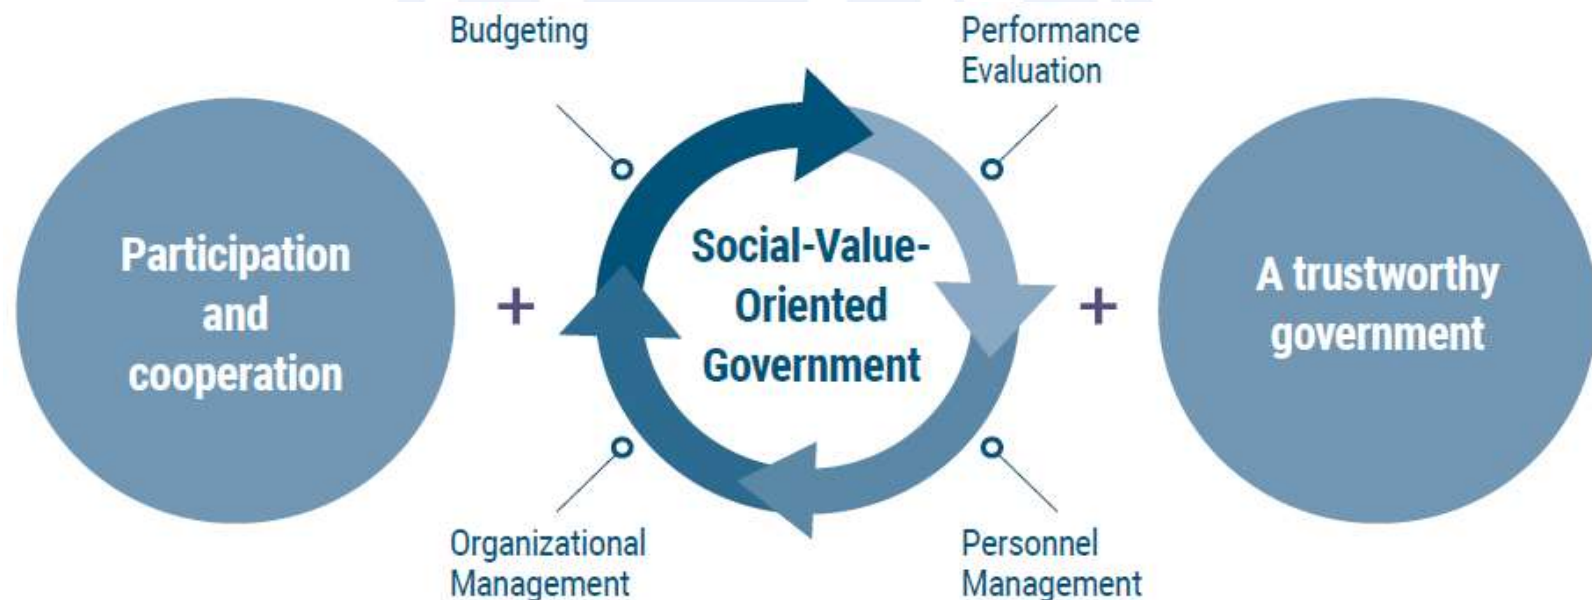 Budgeting
Performance
Evaluation
Participation
and
cooperation
+
Social-Value-
Oriented
Government
+
A trustworthy
government
Organizational
Management
Personnel
Management